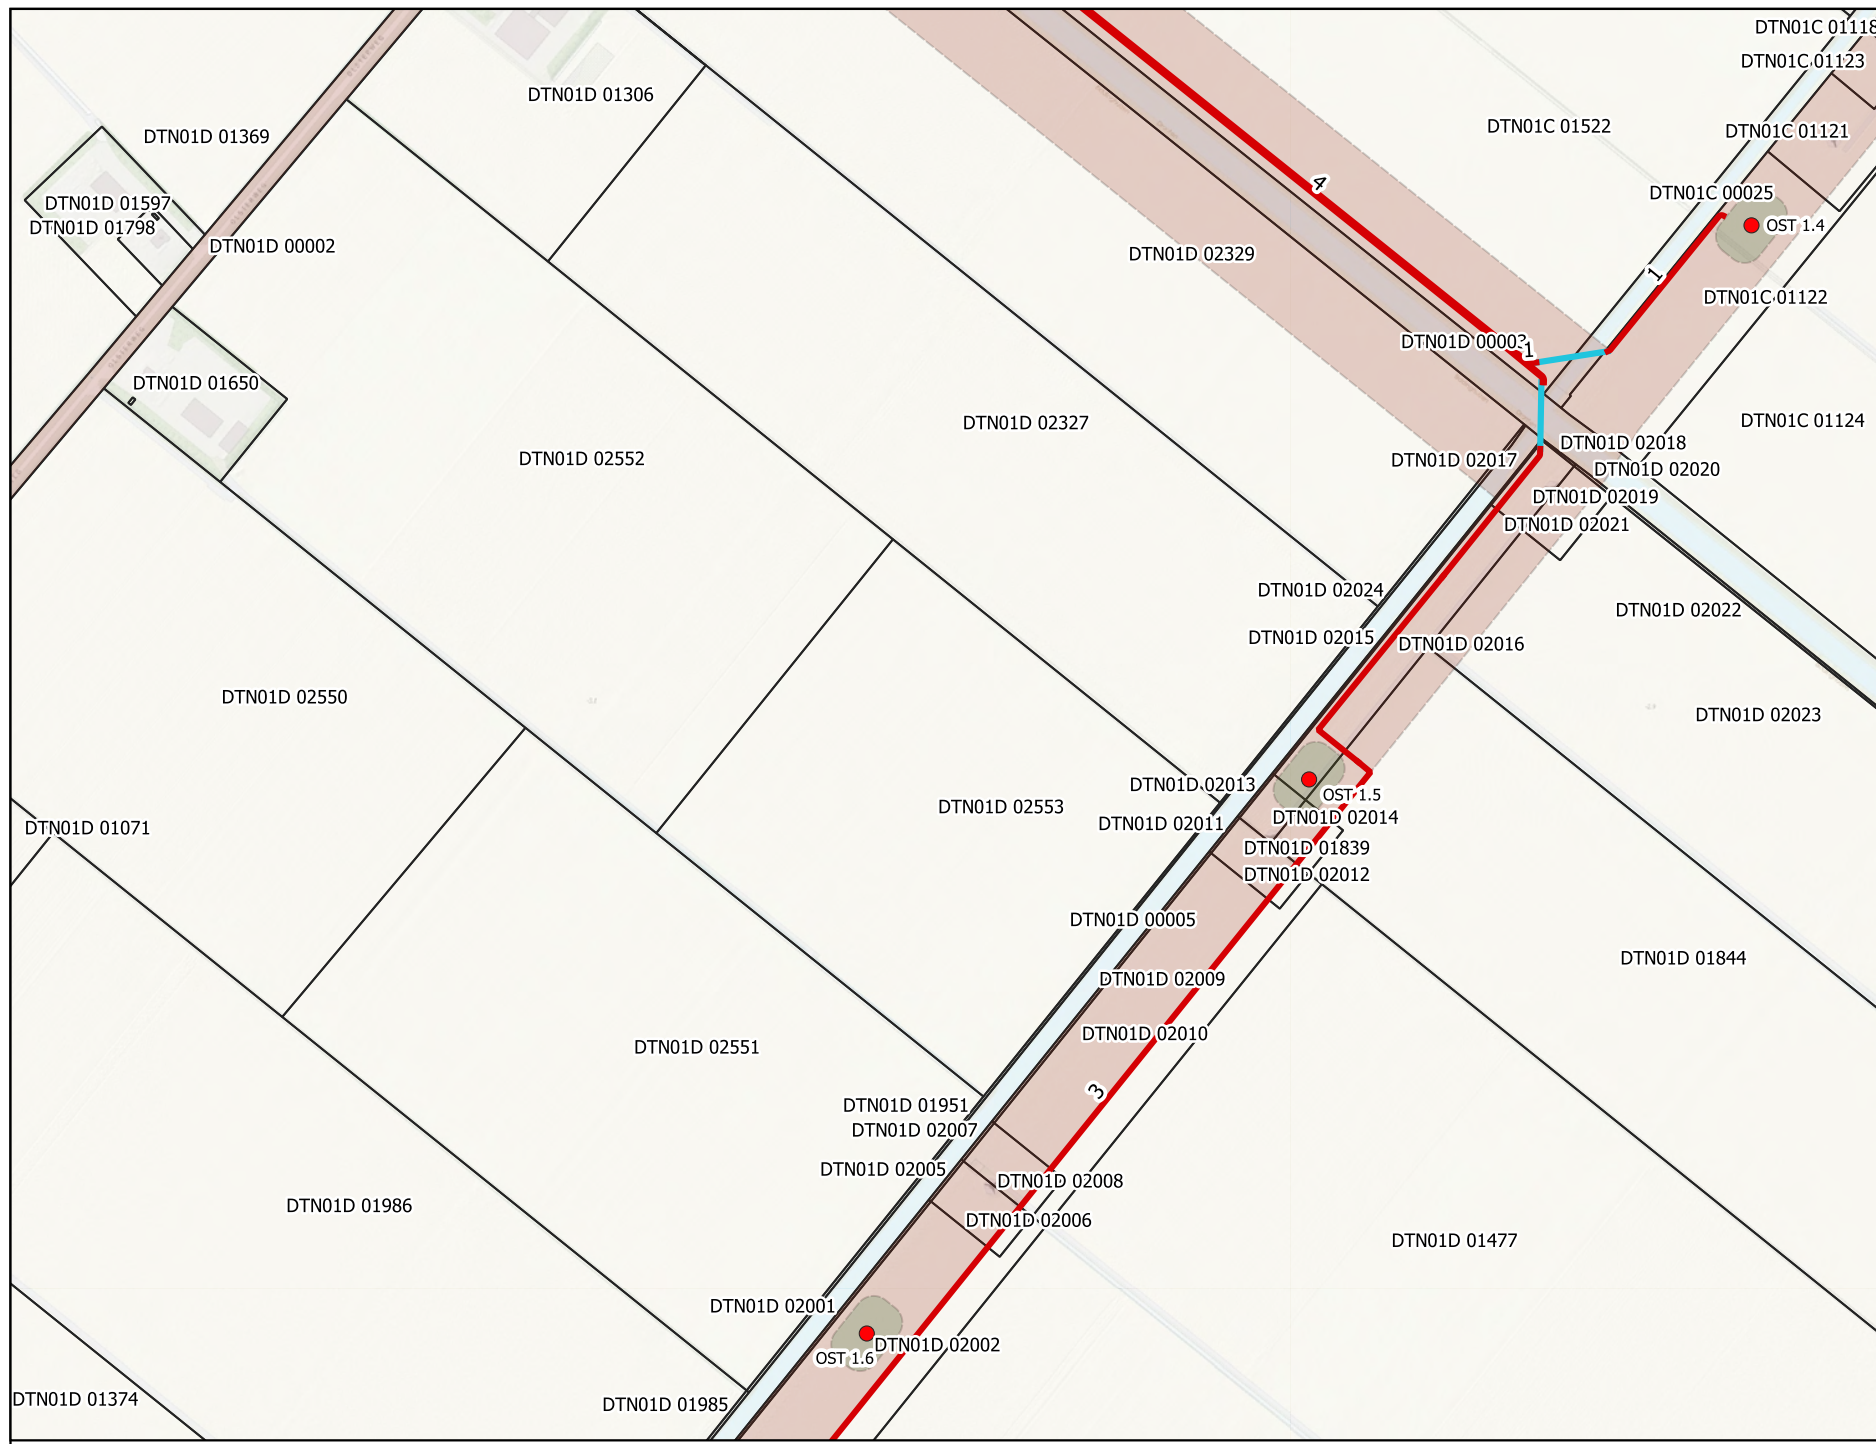 DTN01C 01118
DTN01C 01123
DTN01D 01306
DTN01C 01522
DTN01C 01121
DTN01D 01369
4
DTN01C 00025
DTN01D 01597
DTN01D 01798
OST 1.4
DTN01D 00002
DTN01D 02329
1
DTN01C 01122
DTN01D 00003
1
DTN01D 01650
DTN01D 02327
DTN01C 01124
DTN01D 02018
DTN01D 02552
DTN01D 02017
DTN01D 02020
DTN01D 02019
DTN01D 02021
DTN01D 02024
DTN01D 02022
DTN01D 02015
DTN01D 02016
DTN01D 02550
DTN01D 02023
DTN01D 02013
OST 1.5
DTN01D 02553
DTN01D 02014
DTN01D 02011
DTN01D 01071
DTN01D 01839
DTN01D 02012
DTN01D 00005
DTN01D 01844
DTN01D 02009
DTN01D 02010
DTN01D 02551
3
DTN01D 01951
DTN01D 02007
DTN01D 02005
DTN01D 02008
DTN01D 01986
DTN01D 02006
DTN01D 01477
DTN01D 02001
DTN01D 02002
OST 1.6
DTN01D 01374
DTN01D 01985